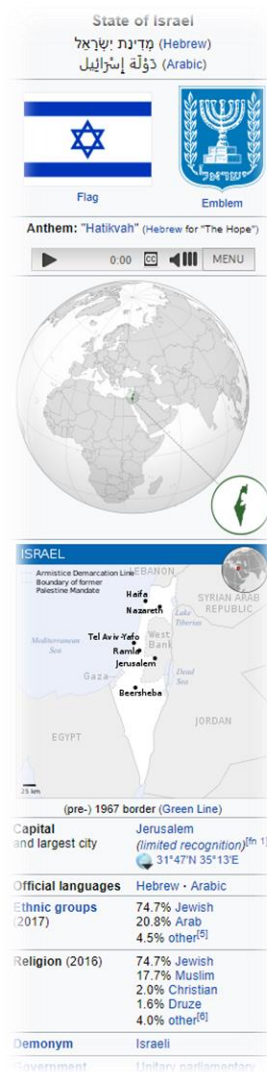 State of Israel
מְדִינַת יִשְׂרָאֵל (Hebrew)
دَوْلَة إِسْرَائِيل (Arabic)
Flag
Emblem
Anthem: "Hatikvah" (Hebrew for "The Hope")
0:00 CC MENU
ISRAEL
Armistice Demarcation Line
Boundary of former
Palestine Mandate
LEBANON
SYRIAN ARAB
REPUBLIC
Haifa
Nazareth
Lake
Tiberias
Mediterranean
Sea
Tel Aviv-Yafo
West
Bank
Ramla
Jerusalem
Gaza
Dead
Sea
Beersheba
JORDAN
EGYPT
25 km
(pre-) 1967 border (Green Line)
Capital Jerusalem
and largest city (limited recognition)[fn 1]
31°47′N 35°13′E
Official languages Hebrew · Arabic
Ethnic groups 74.7% Jewish
(2017) 20.8% Arab
4.5% other[5]
Religion (2016) 74.7% Jewish
17.7% Muslim
2.0% Christian
1.6% Druze
4.0% other[6]
Demonym Israeli
Government Unitary parliamentary